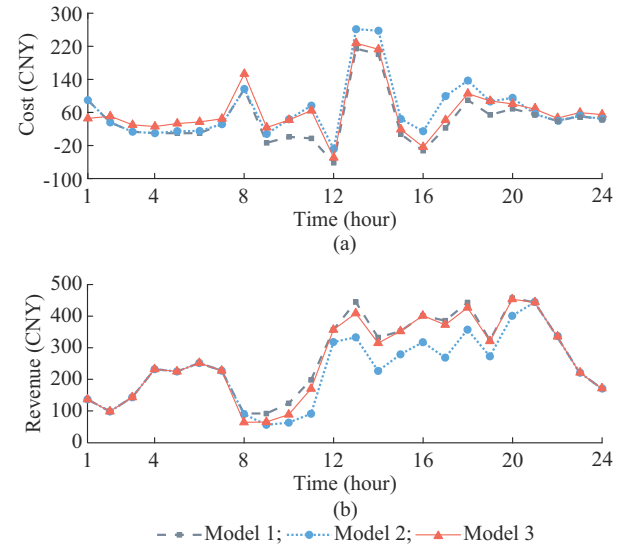 300
220
140
60
-20
-100
Cost (CNY)
1 4 8 12 16 20 24
Time (hour)
(a)
500
400
300
200
100
0
Revenue (CNY)
1 4 8 12 16 20 24
Time (hour)
(b)
Model 1; Model 2; Model 3